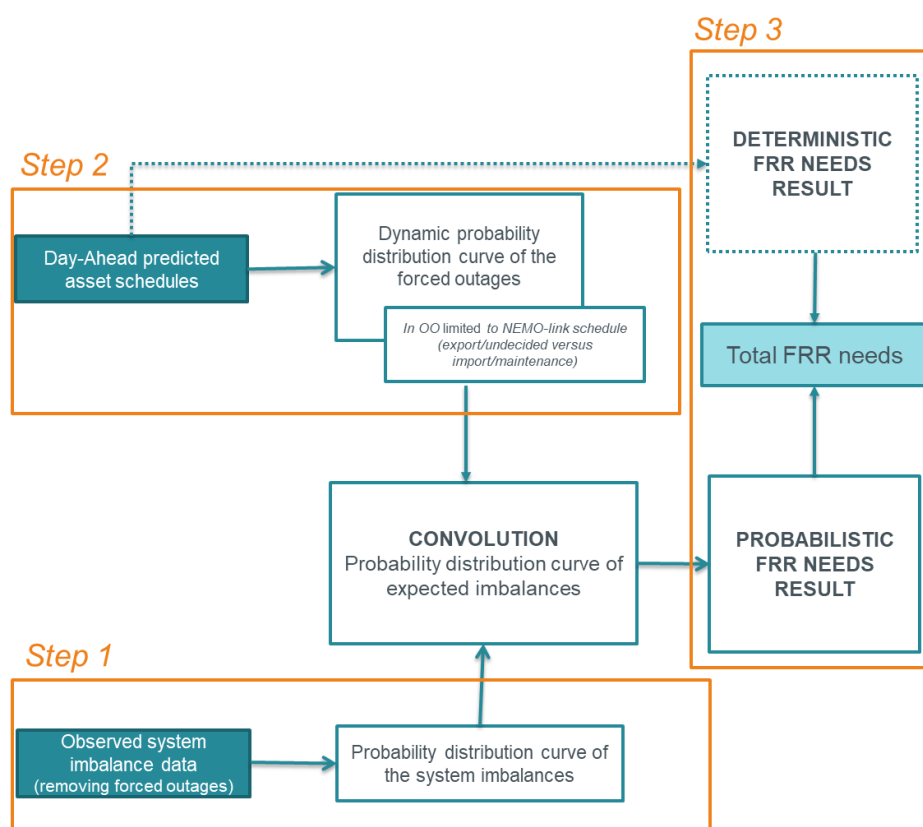 Step 3
DETERMINISTIC
FRR NEEDS
RESULT
Step 2
Day-Ahead predicted
asset schedules
Dynamic probability
distribution curve of the
forced outages
In OO limited to NEMO-link schedule
(export/undecided versus
import/maintenance)
Total FRR needs
CONVOLUTION
Probability distribution curve of
expected imbalances
PROBABILISTIC
FRR NEEDS
RESULT
Step 1
Observed system
imbalance data
(removing forced outages)
Probability distribution curve of
the system imbalances